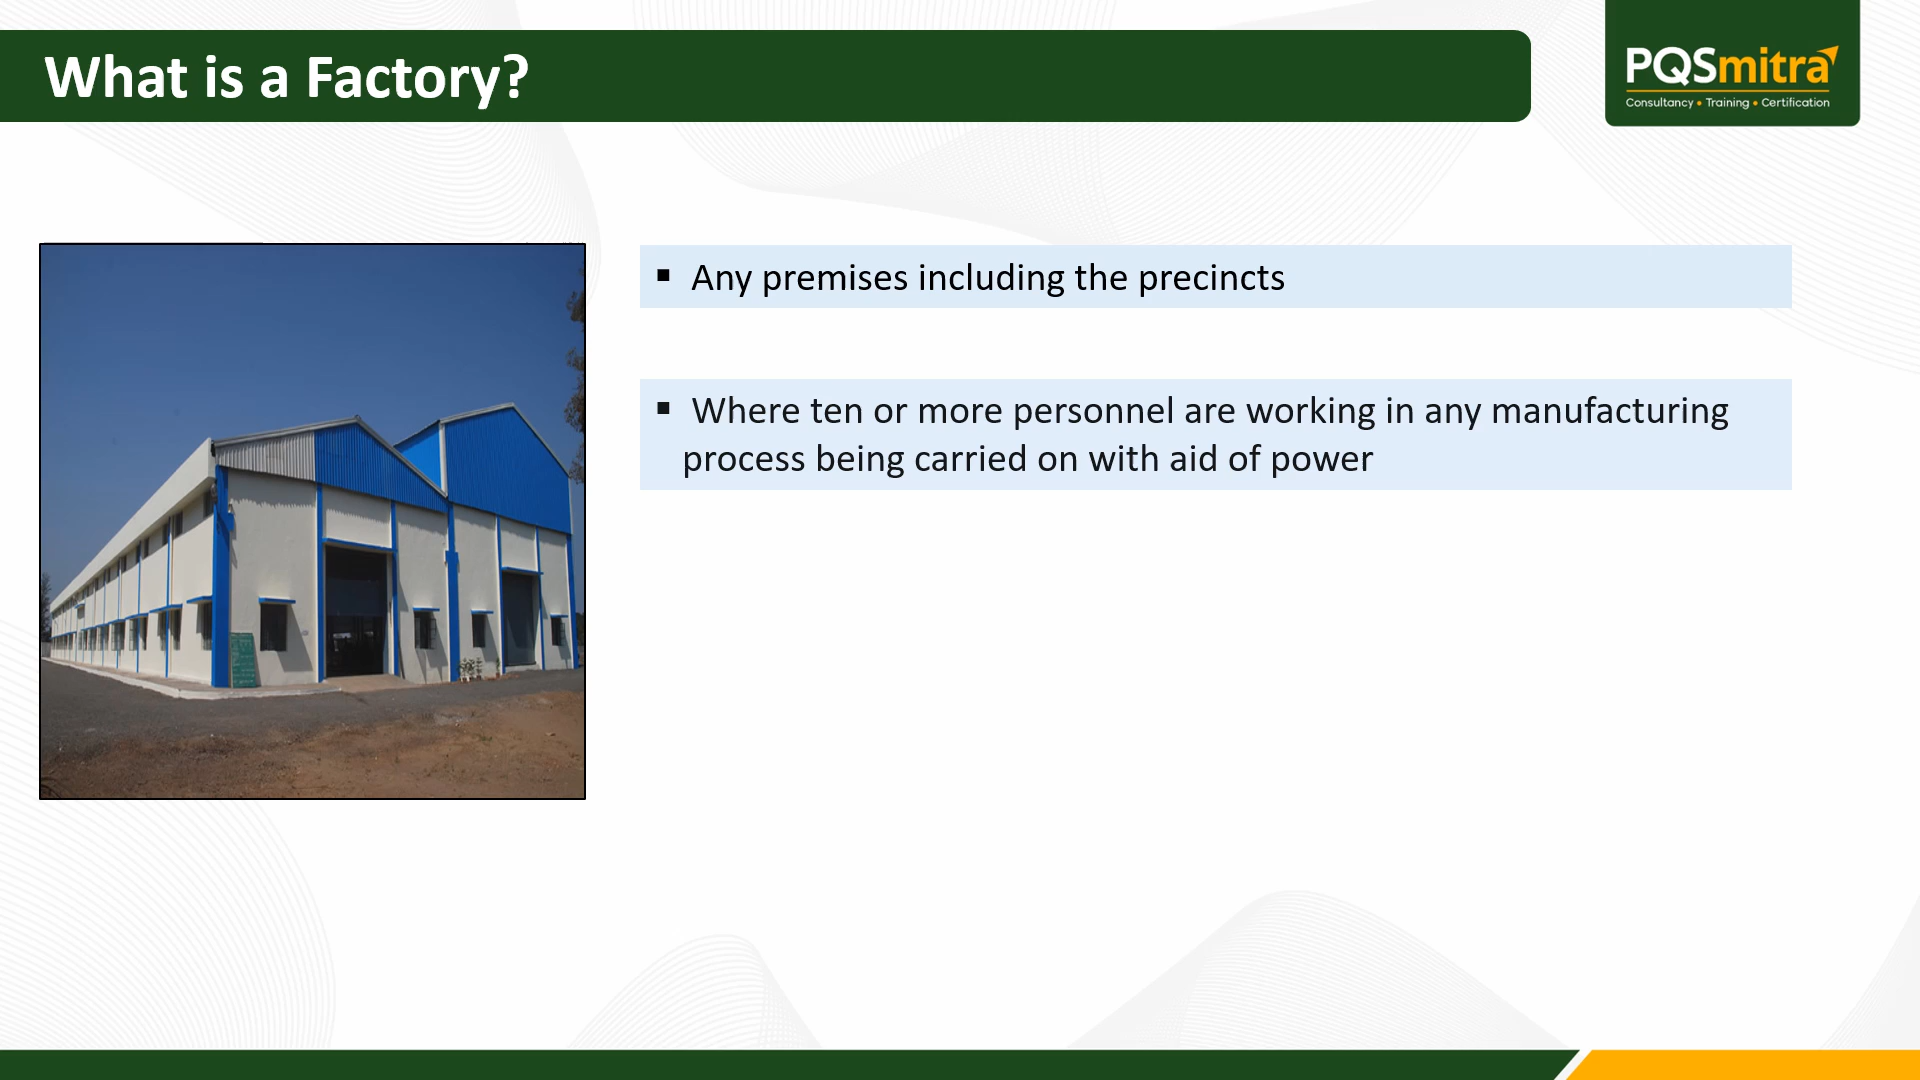 What is a Factory?
PQSmitra
Consultancy • Training • Certification
▪ Any premises including the precincts
▪ Where ten or more personnel are working in any manufacturing
process being carried on with aid of power